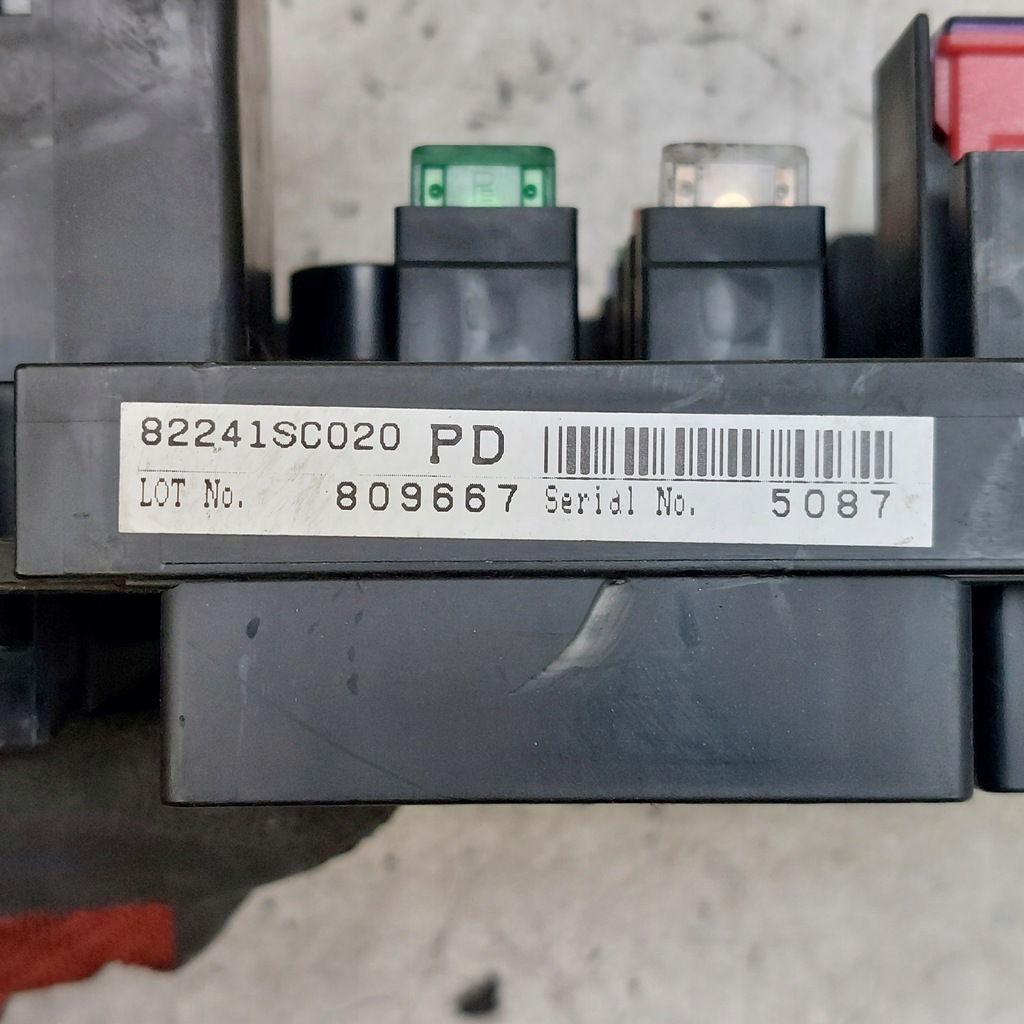 82241SC020 PD
LOT No. 809667 Serial No. 5087